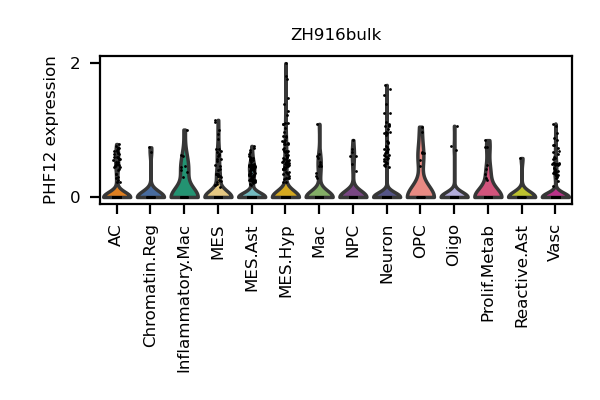 ZH916bulk
PHF12 expression
2
0
AC
Chromatin.Reg
Inflammatory.Mac
MES
MES.Ast
MES.Hyp
Mac
NPC
Neuron
OPC
Oligo
Prolif.Metab
Reactive.Ast
Vasc